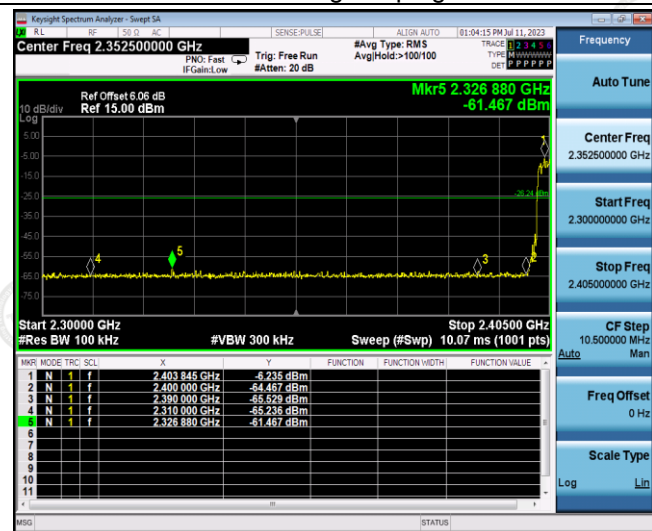 Keysight Spectrum Analyzer - Swept SA
RL RF 50 Ω AC SENSE:PULSE ALIGN AUTO 01:04:15 PM Jul 11, 2023
Center Freq 2.352500000 GHz #Avg Type: RMS TRACE 1 2 3 4 5 6
PNO: Fast Trig: Free Run Avg|Hold:>100/100 TYPE M W W W W W
IFGain:Low #Atten: 20 dB DET P P P P P P
Mkr5 2.326 880 GHz
Ref Offset 6.06 dB
10 dB/div Ref 15.00 dBm -61.467 dBm
Log
5.00
-5.00
-15.0
-25.0
-26.24 dBm
-35.0
-45.0
-55.0
-65.0
-75.0
1
2
3
4
5
Start 2.30000 GHz Stop 2.40500 GHz
#Res BW 100 kHz #VBW 300 kHz Sweep (#Swp) 10.07 ms (1001 pts)
MKR MODE TRC SCL X Y FUNCTION FUNCTION WIDTH FUNCTION VALUE
1 N 1 f 2.403 845 GHz -6.235 dBm
2 N 1 f 2.400 000 GHz -64.467 dBm
3 N 1 f 2.390 000 GHz -65.529 dBm
4 N 1 f 2.310 000 GHz -65.236 dBm
5 N 1 f 2.326 880 GHz -61.467 dBm
6
7
8
9
10
11
MSG STATUS
Frequency
Auto Tune
Center Freq
2.352500000 GHz
Start Freq
2.300000000 GHz
Stop Freq
2.405000000 GHz
CF Step
10.500000 MHz
Auto Man
Freq Offset
0 Hz
Scale Type
Log Lin